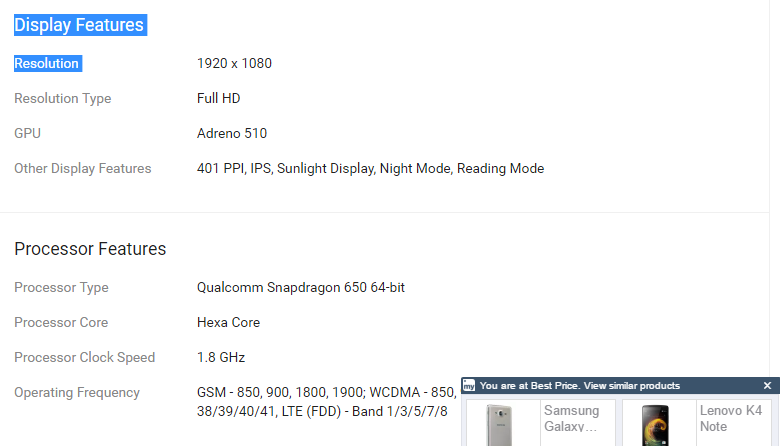 Display Features
Resolution 1920 x 1080
Resolution Type Full HD
GPU Adreno 510
Other Display Features 401 PPI, IPS, Sunlight Display, Night Mode, Reading Mode
Processor Features
Processor Type Qualcomm Snapdragon 650 64-bit
Processor Core Hexa Core
Processor Clock Speed 1.8 GHz
Operating Frequency GSM - 850, 900, 1800, 1900; WCDMA - 850,
38/39/40/41, LTE (FDD) - Band 1/3/5/7/8
my You are at Best Price. View similar products ×
Samsung
Galaxy...
Lenovo K4
Note